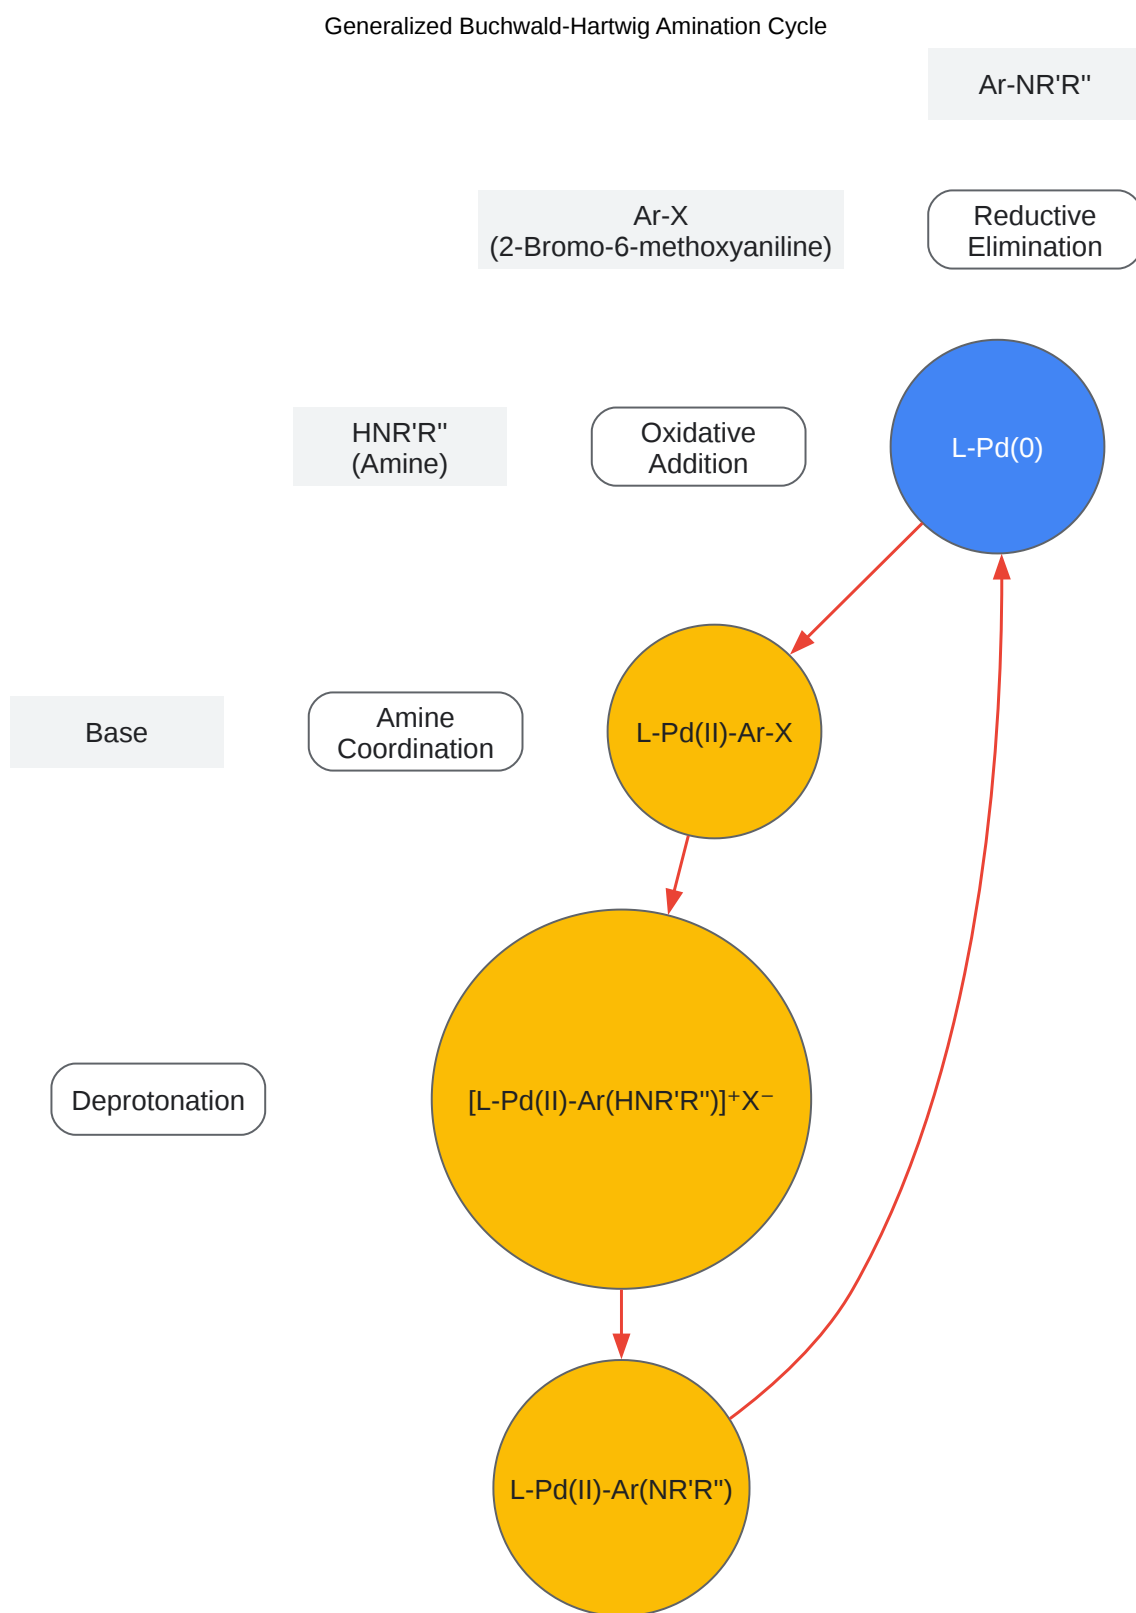 Generalized Buchwald-Hartwig Amination Cycle
Ar-NR'R"
Ar-X
(2-Bromo-6-methoxyaniline)
Reductive
Elimination
HNR'R"
(Amine)
Oxidative
Addition
L-Pd(0)
Base
Amine
Coordination
L-Pd(II)-Ar-X
Deprotonation
[L-Pd(II)-Ar(HNR'R")]⁺X⁻
L-Pd(II)-Ar(NR'R")